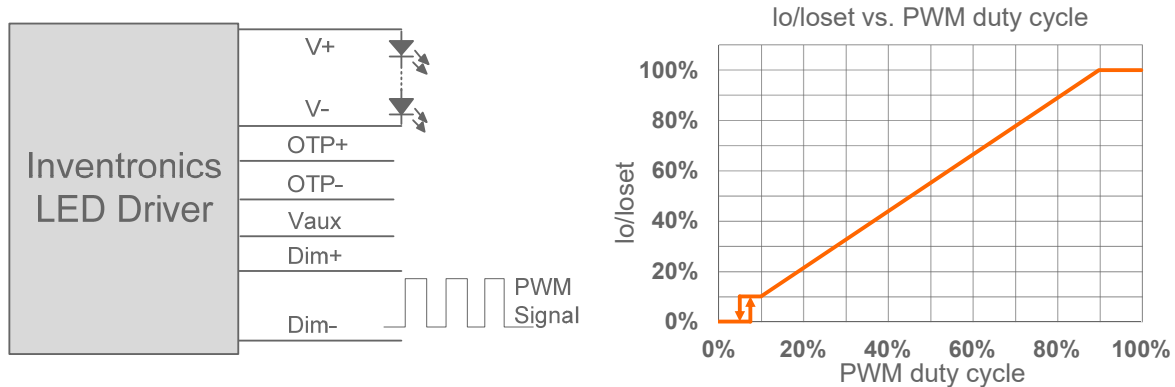 Inventronics
LED Driver
V+
V-
OTP+
OTP-
Vaux
Dim+
Dim-
PWM
Signal
Io/Ioset vs. PWM duty cycle
Io/Ioset
100%
80%
60%
40%
20%
0%
0% 20% 40% 60% 80% 100%
PWM duty cycle